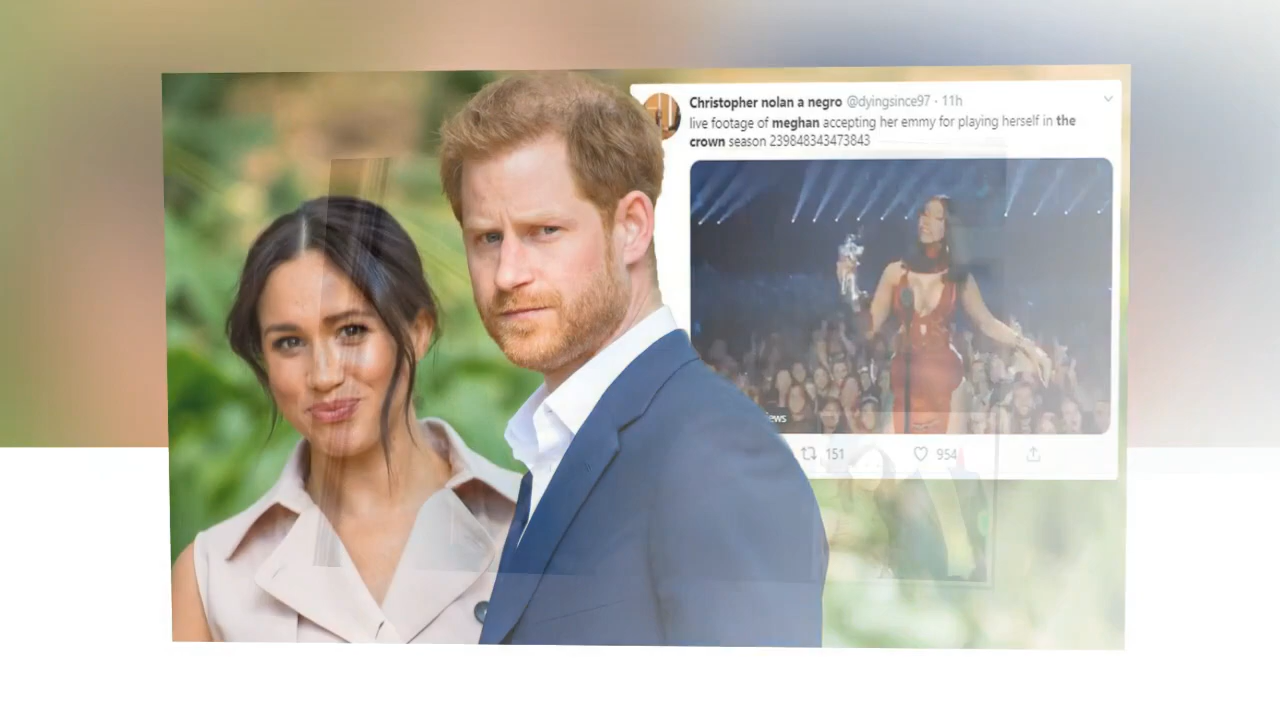 Christopher nolan a negro @dyingsince97 · 11h
live footage of meghan accepting her emmy for playing herself in the
crown season 239848343473843
ews
151 954